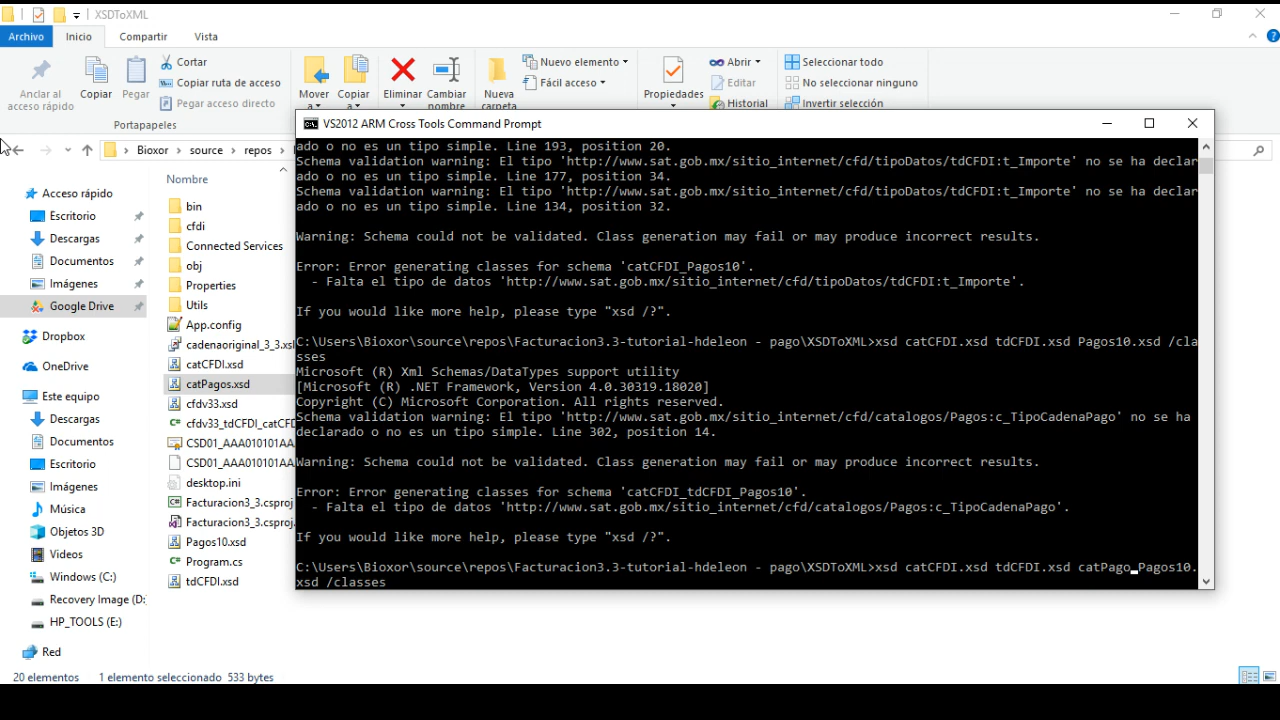 XSDToXML
Archivo
Inicio
Compartir
Vista
Anclar al
acceso rápido
Copiar
Pegar
Cortar
Copiar ruta de acceso
Pegar acceso directo
Portapapeles
Mover
a
Copiar
a
Eliminar
Cambiar
nombre
Nueva
carpeta
Nuevo elemento
Fácil acceso
Propiedades
Abrir
Editar
Historial
Seleccionar todo
No seleccionar ninguno
Invertir selección
Bioxor > source > repos >
VS2012 ARM Cross Tools Command Prompt
Acceso rápido
Escritorio
Descargas
Documentos
Imágenes
Google Drive
Dropbox
OneDrive
Este equipo
Descargas
Documentos
Escritorio
Imágenes
Música
Objetos 3D
Videos
Windows (C:)
Recovery Image (D:
HP_TOOLS (E:)
Red
Nombre
bin
cfdi
Connected Services
obj
Properties
Utils
App.config
cadenaoriginal_3_3.xsl
catCFDI.xsd
catPagos.xsd
cfdv33.xsd
cfdv33_tdCFDI_catCFD
CSD01_AAA010101AA
CSD01_AAA010101AA
desktop.ini
Facturacion3_3.csproj
Facturacion3_3.csproj.
Pagos10.xsd
Program.cs
tdCFDI.xsd
ado o no es un tipo simple. Line 193, position 20.
Schema validation warning: El tipo 'http://www.sat.gob.mx/sitio_internet/cfd/tipoDatos/tdCFDI:t_Importe' no se ha declar
ado o no es un tipo simple. Line 177, position 34.
Schema validation warning: El tipo 'http://www.sat.gob.mx/sitio_internet/cfd/tipoDatos/tdCFDI:t_Importe' no se ha declar
ado o no es un tipo simple. Line 134, position 32.
Warning: Schema could not be validated. Class generation may fail or may produce incorrect results.
Error: Error generating classes for schema 'catCFDI_Pagos10'.
- Falta el tipo de datos 'http://www.sat.gob.mx/sitio_internet/cfd/tipoDatos/tdCFDI:t_Importe'.
If you would like more help, please type "xsd /?".
C:\Users\Bioxor\source\repos\Facturacion3.3-tutorial-hdeleon - pago\XSDToXML>xsd catCFDI.xsd tdCFDI.xsd Pagos10.xsd /cla
sses
Microsoft (R) Xml Schemas/DataTypes support utility
[Microsoft (R) .NET Framework, Version 4.0.30319.18020]
Copyright (C) Microsoft Corporation. All rights reserved.
Schema validation warning: El tipo 'http://www.sat.gob.mx/sitio_internet/cfd/catalogos/Pagos:c_TipoCadenaPago' no se ha
declarado o no es un tipo simple. Line 302, position 14.
Warning: Schema could not be validated. Class generation may fail or may produce incorrect results.
Error: Error generating classes for schema 'catCFDI_tdCFDI_Pagos10'.
- Falta el tipo de datos 'http://www.sat.gob.mx/sitio_internet/cfd/catalogos/Pagos:c_TipoCadenaPago'.
If you would like more help, please type "xsd /?".
C:\Users\Bioxor\source\repos\Facturacion3.3-tutorial-hdeleon - pago\XSDToXML>xsd catCFDI.xsd tdCFDI.xsd catPago Pagos10.
xsd /classes
20 elementos
1 elemento seleccionado 533 bytes